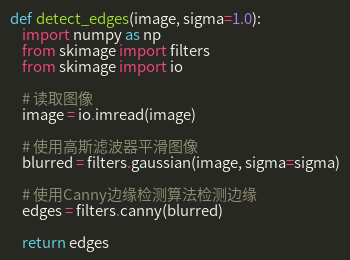 def detect_edges(image, sigma=1.0):
    import numpy as np
    from skimage import filters
    from skimage import io

    # 读取图像
    image = io.imread(image)

    # 使用高斯滤波器平滑图像
    blurred = filters.gaussian(image, sigma=sigma)

    # 使用Canny边缘检测算法检测边缘
    edges = filters.canny(blurred)

    return edges